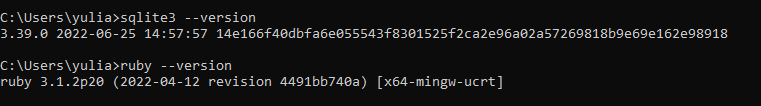 C:\Users\yulia>sqlite3 --version
3.39.0 2022-06-25 14:57:57 14e166f40dbfa6e055543f8301525f2ca2e96a02a57269818b9e69e162e98918
C:\Users\yulia>ruby --version
ruby 3.1.2p20 (2022-04-12 revision 4491bb740a) [x64-mingw-ucrt]